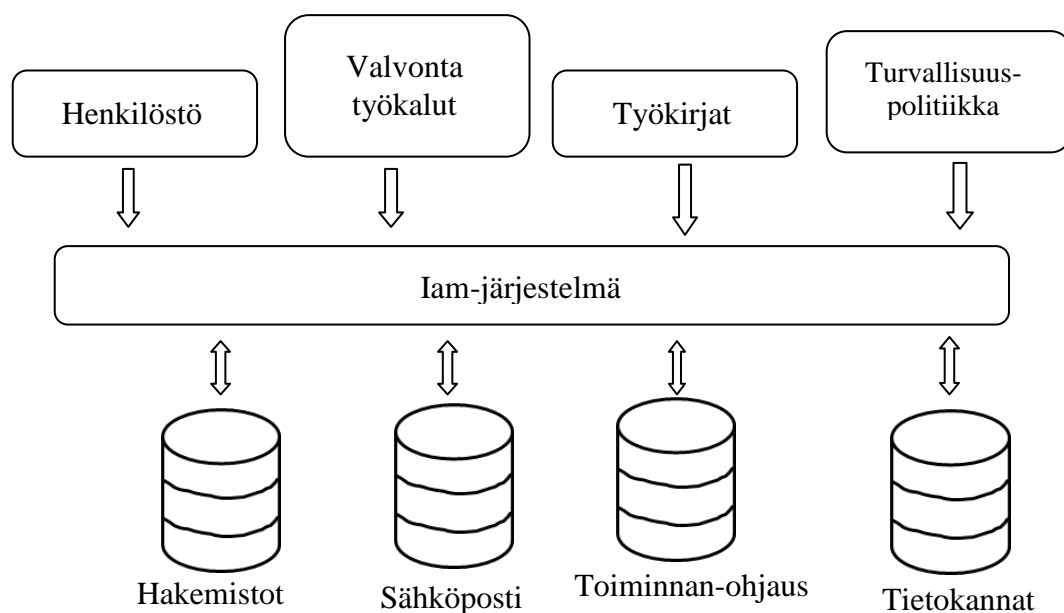 Henkilöstö
Valvonta
työkalut
Työkirjat
Turvallisuus-
politiikka
Iam-järjestelmä
Hakemistot
Sähköposti
Toiminnan-ohjaus
Tietokannat